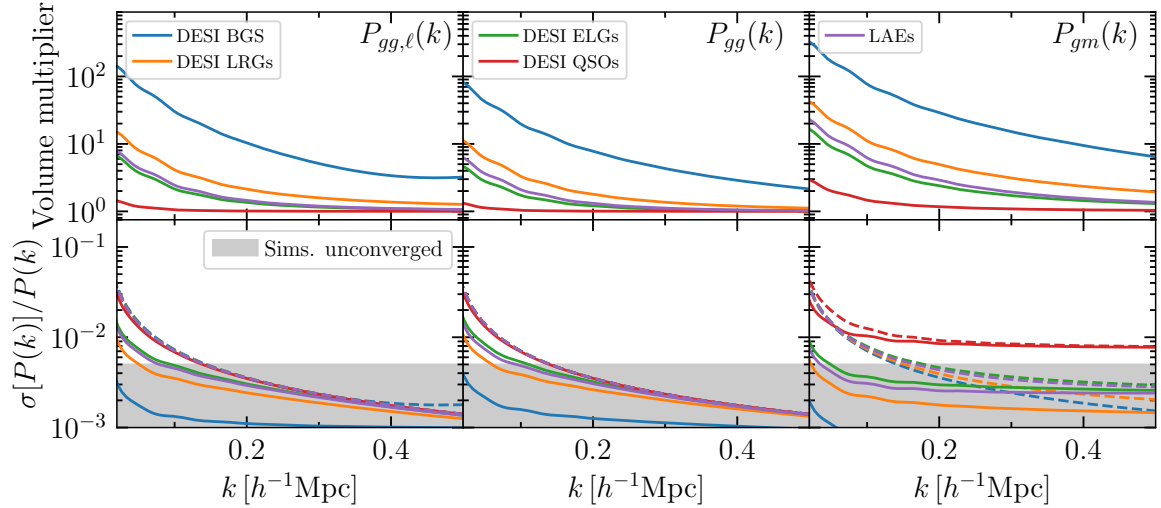 Volume multiplier
10^2
10^1
10^0
DESI BGS
DESI LRGs
P_{gg,ℓ}(k)
DESI ELGs
DESI QSOs
P_{gg}(k)
LAEs
P_{gm}(k)
σ[P(k)]/P(k)
10^{-1}
10^{-2}
10^{-3}
Sims. unconverged
0.2 0.4
0.2 0.4
0.2 0.4
k [h^{-1}Mpc]
k [h^{-1}Mpc]
k [h^{-1}Mpc]